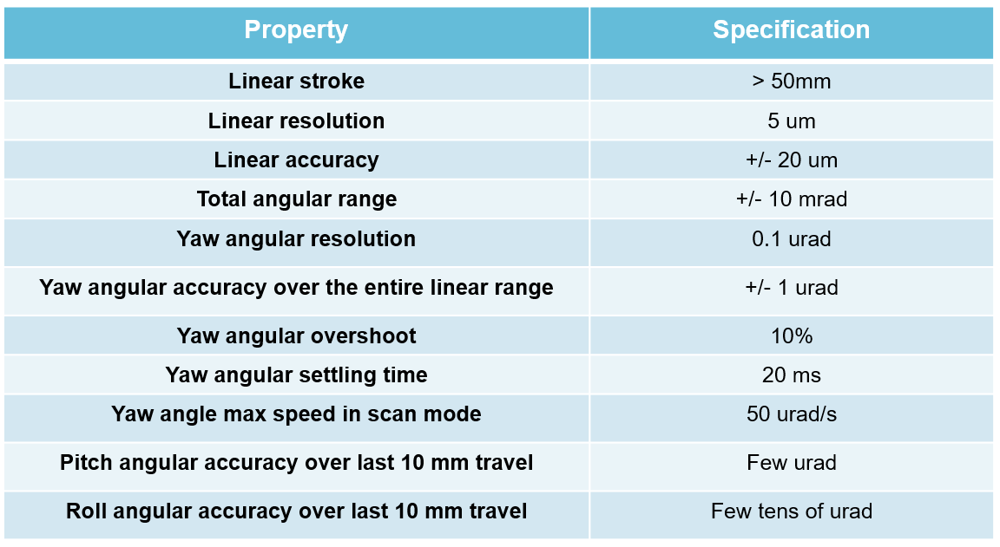 Property Specification
Linear stroke > 50mm
Linear resolution 5 um
Linear accuracy +/- 20 um
Total angular range +/- 10 mrad
Yaw angular resolution 0.1 urad
Yaw angular accuracy over the entire linear range +/- 1 urad
Yaw angular overshoot 10%
Yaw angular settling time 20 ms
Yaw angle max speed in scan mode 50 urad/s
Pitch angular accuracy over last 10 mm travel Few urad
Roll angular accuracy over last 10 mm travel Few tens of urad